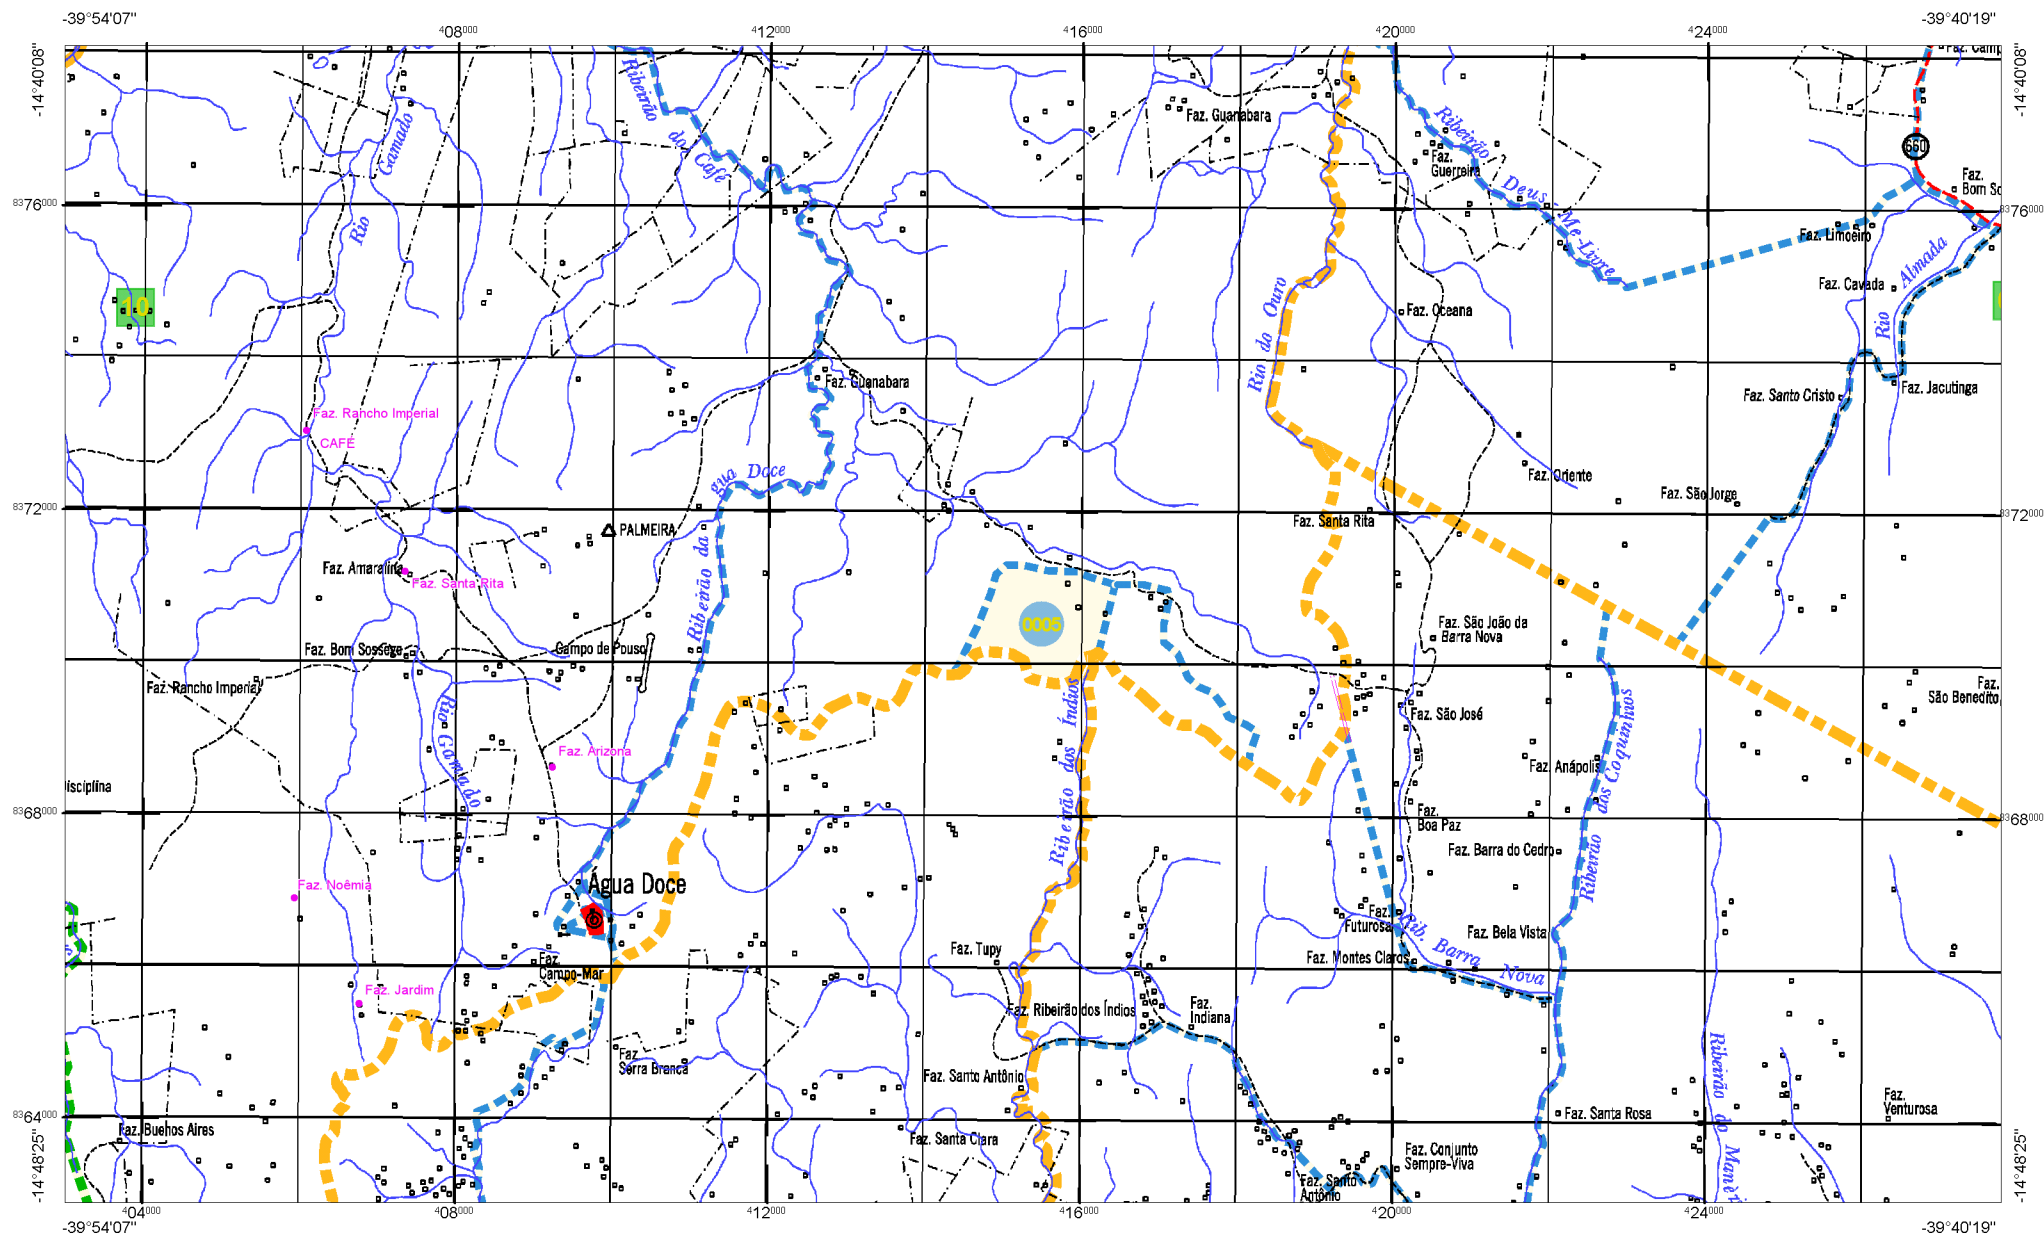 -39°54'07"
-39°40'19"
408000
412000
416000
420000
424000
-14°40'08"
-14°40'08"
Faz. Camp
Ribeirão
do Café
Gamado
Rio
Faz. Guanabara
Ribeirão
Deus-Me-Livre
Faz.
Guerreira
660
Faz.
Bom Sc
8376000
8376000
Faz. Limoeiro
Almada
Rio
Faz. Cavada
10
Rio do Ouro
Faz. Oceana
Faz. Guanabara
Faz. Jacutinga
Faz. Santo Cristo
Faz. Rancho Imperial
CAFÉ
gua Doce
Faz. Oriente
Faz. São Jorge
8372000
8372000
PALMEIRA
Faz. Santa Rita
Ribeirão da
Faz. Amaralina
Faz. Santa Rita
0005
Faz. São João da
Barra Nova
Faz. Bom Sossego
Campo de Pouso
Faz. Rancho Imperial
Faz.
São Benedito
Rio Gamado
Ribeirão dos Índios
Faz. São José
Ribeirão dos Coquinhos
Faz. Arizona
Faz. Anápolis
isciplina
8368000
8368000
Faz.
Boa Paz
Faz. Barra do Cedro
Faz. Noêmia
Água Doce
Faz.
Futurosa
Rib. Barra Nova
Faz. Bela Vista
Faz. Tupy
Faz. Montes Claros
Faz.
Campo-Mar
Faz. Jardim
Faz. Ribeirão dos Índios
Faz.
Indiana
Faz.
Serra Branca
Faz. Santo Antônio
Ribeirão do Mané
Faz.
Venturosa
8364000
Faz. Santa Rosa
Faz. Buenos Aires
Faz. Santa Clara
Faz. Conjunto
Sempre-Viva
Faz. Santo
Antônio
-14°48'25"
-14°48'25"
404000
408000
412000
416000
420000
424000
-39°54'07"
-39°40'19"